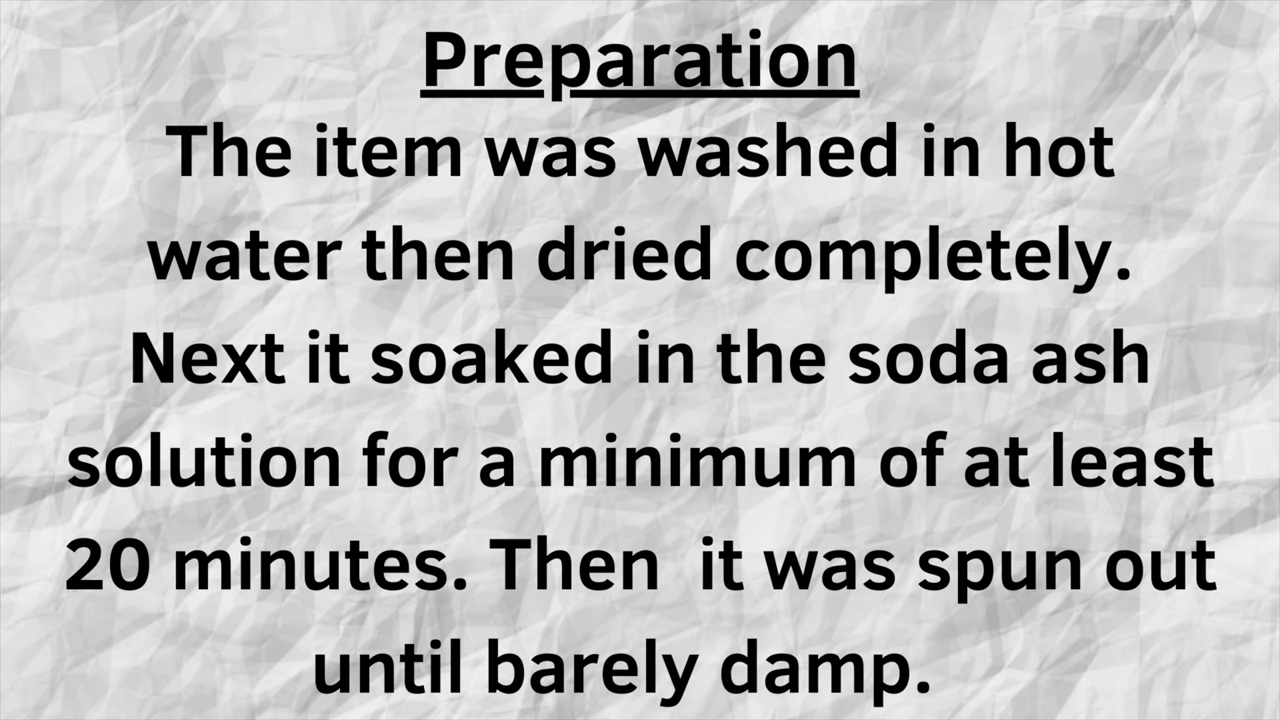 Preparation
The item was washed in hot
water then dried completely.
Next it soaked in the soda ash
solution for a minimum of at least
20 minutes. Then  it was spun out
until barely damp.